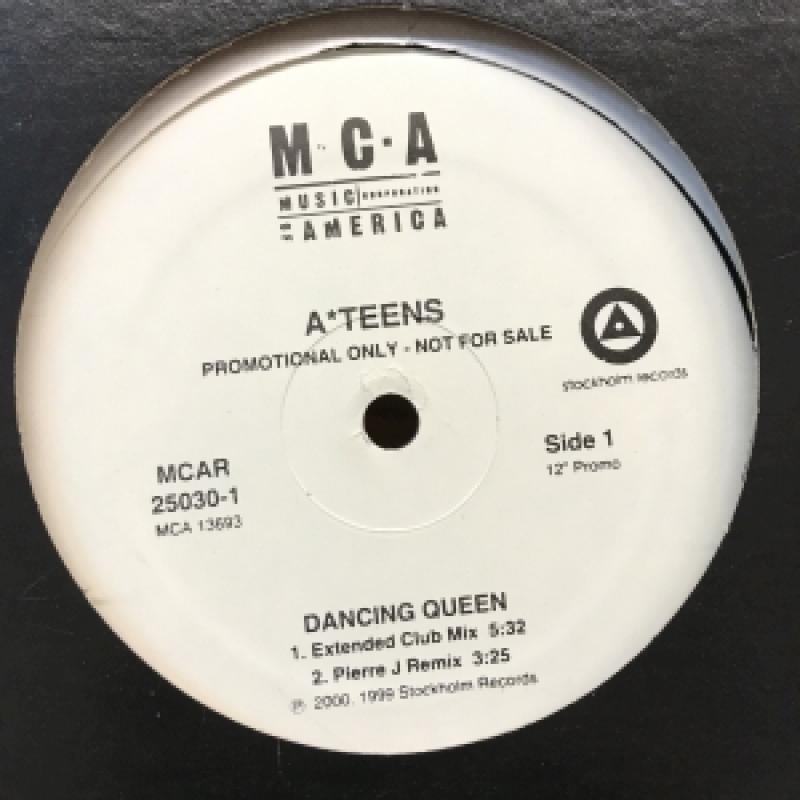 M·C·A
MUSIC CORPORATION
OF AMERICA
A*TEENS
PROMOTIONAL ONLY - NOT FOR SALE
stockholm records
MCAR
25030-1
MCA 13693
Side 1
12" Promo
DANCING QUEEN
1. Extended Club Mix 5:32
2. Pierre J Remix 3:25
℗ 2000, 1999 Stockholm Records